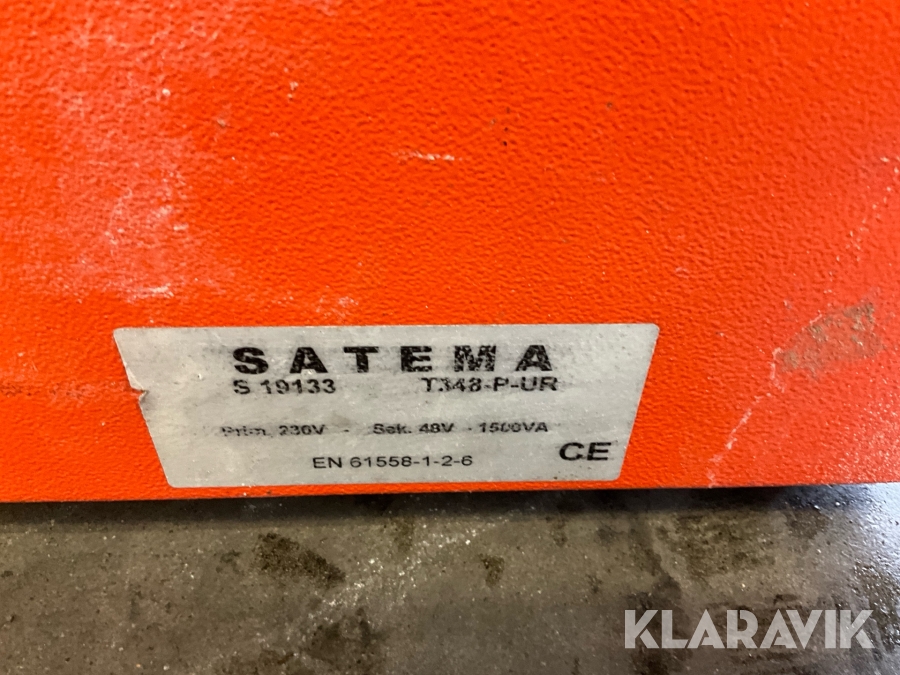 SATEMA
S 19133 T348-P-UR
Prim. 230V - Sek. 48V - 1500VA
EN 61558-1-2-6 CE
KLARAVIK